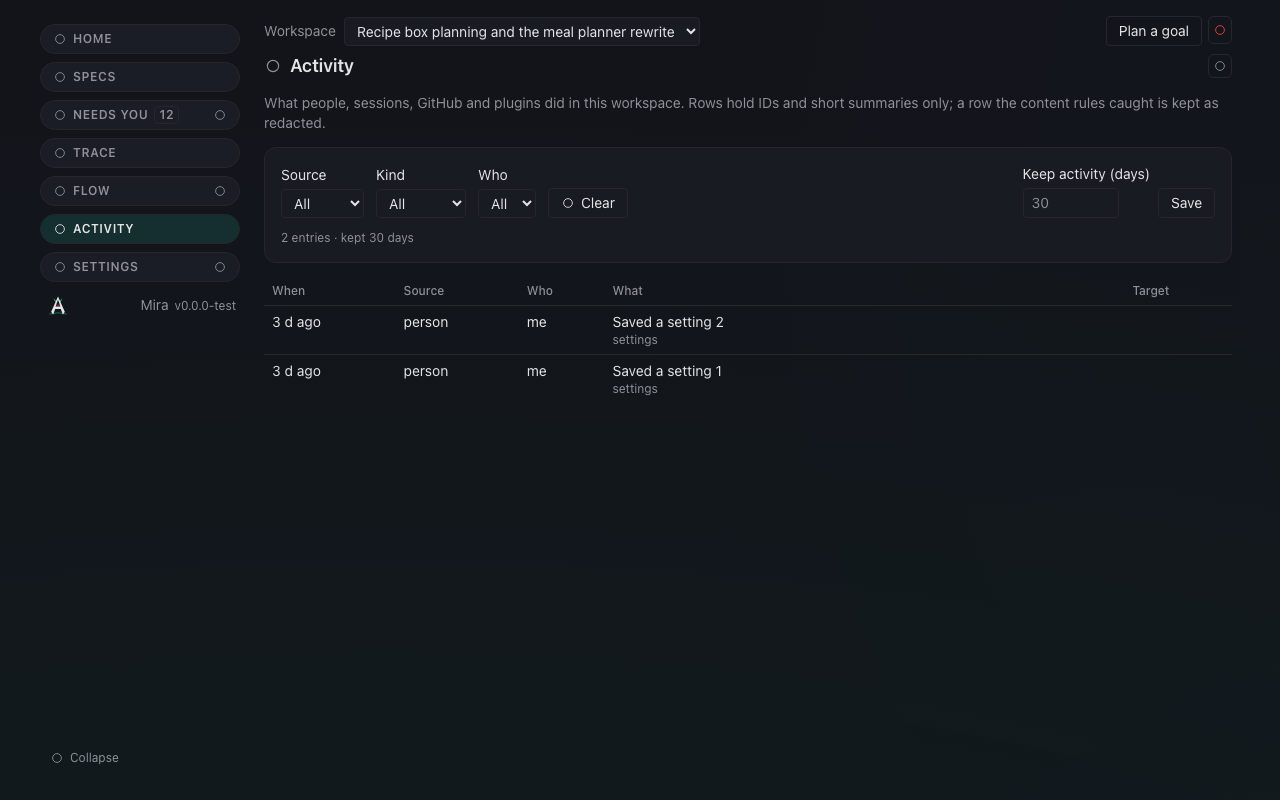 HOME
SPECS
NEEDS YOU 12
TRACE
FLOW
ACTIVITY
SETTINGS
Mira v0.0.0-test
Collapse
Workspace Recipe box planning and the meal planner rewrite Plan a goal
Activity
What people, sessions, GitHub and plugins did in this workspace. Rows hold IDs and short summaries only; a row the content rules caught is kept as
redacted.
Source Kind Who Keep activity (days)
All All All Clear 30 Save
2 entries · kept 30 days
When Source Who What Target
3 d ago person me Saved a setting 2
settings
3 d ago person me Saved a setting 1
settings